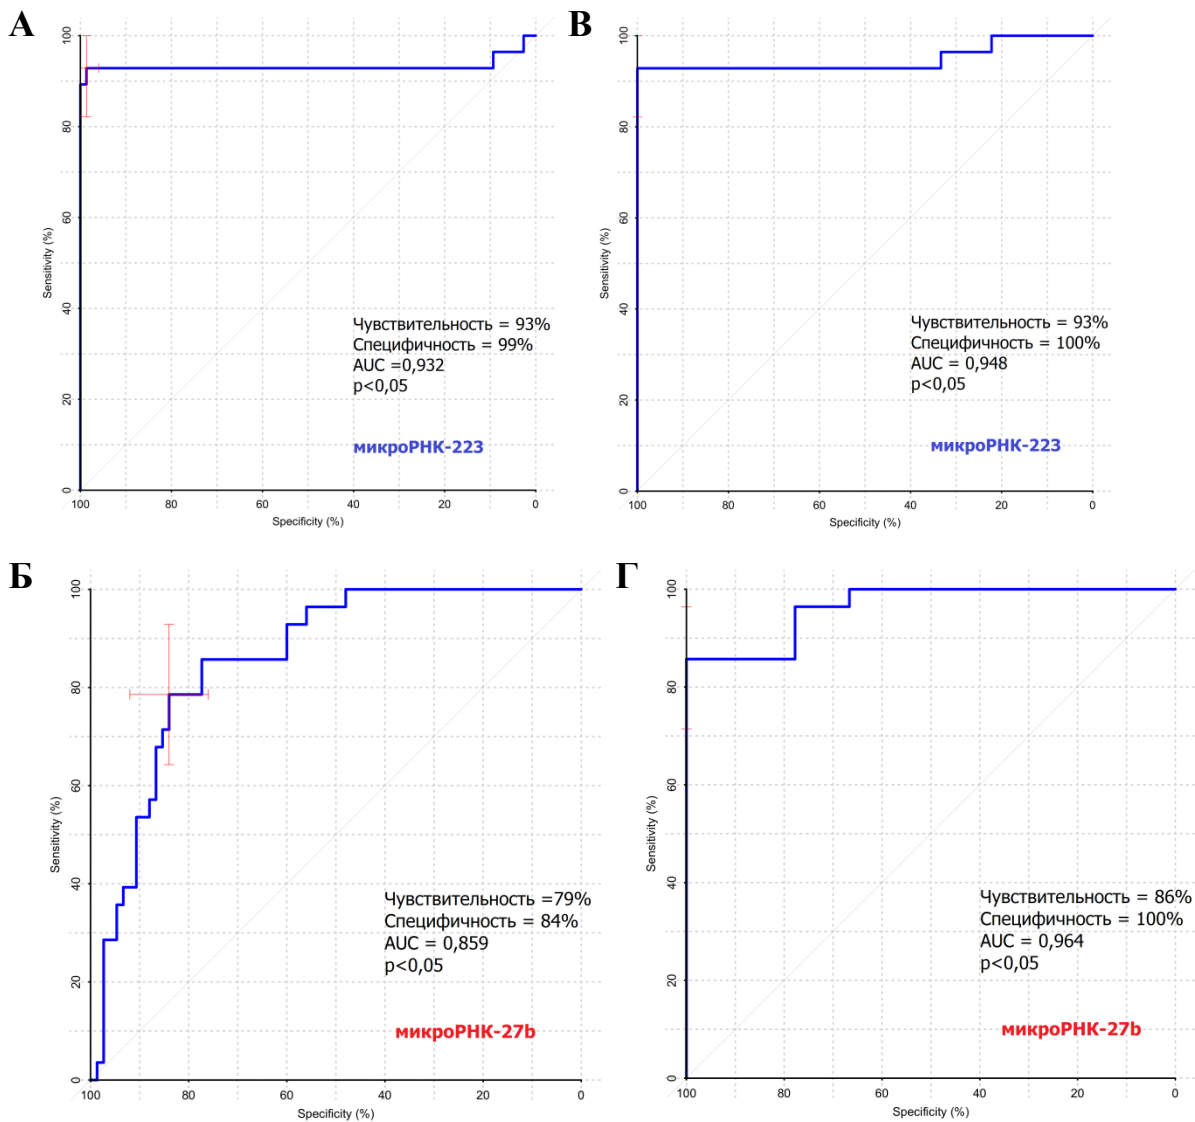 А
100
80
60
40
20
0
Sensitivity (%)
Чувствительность = 93%
Специфичность = 99%
AUC =0,932
p<0,05
микроРНК-223
100 80 60 40 20 0
Specificity (%)
В
100
80
60
40
20
0
Sensitivity (%)
Чувствительность = 93%
Специфичность = 100%
AUC = 0,948
p<0,05
микроРНК-223
100 80 60 40 20 0
Specificity (%)
Б
100
80
60
40
20
0
Sensitivity (%)
Чувствительность =79%
Специфичность = 84%
AUC = 0,859
p<0,05
микроРНК-27b
100 80 60 40 20 0
Specificity (%)
Г
100
80
60
40
20
0
Sensitivity (%)
Чувствительность = 86%
Специфичность = 100%
AUC = 0,964
p<0,05
микроРНК-27b
100 80 60 40 20 0
Specificity (%)